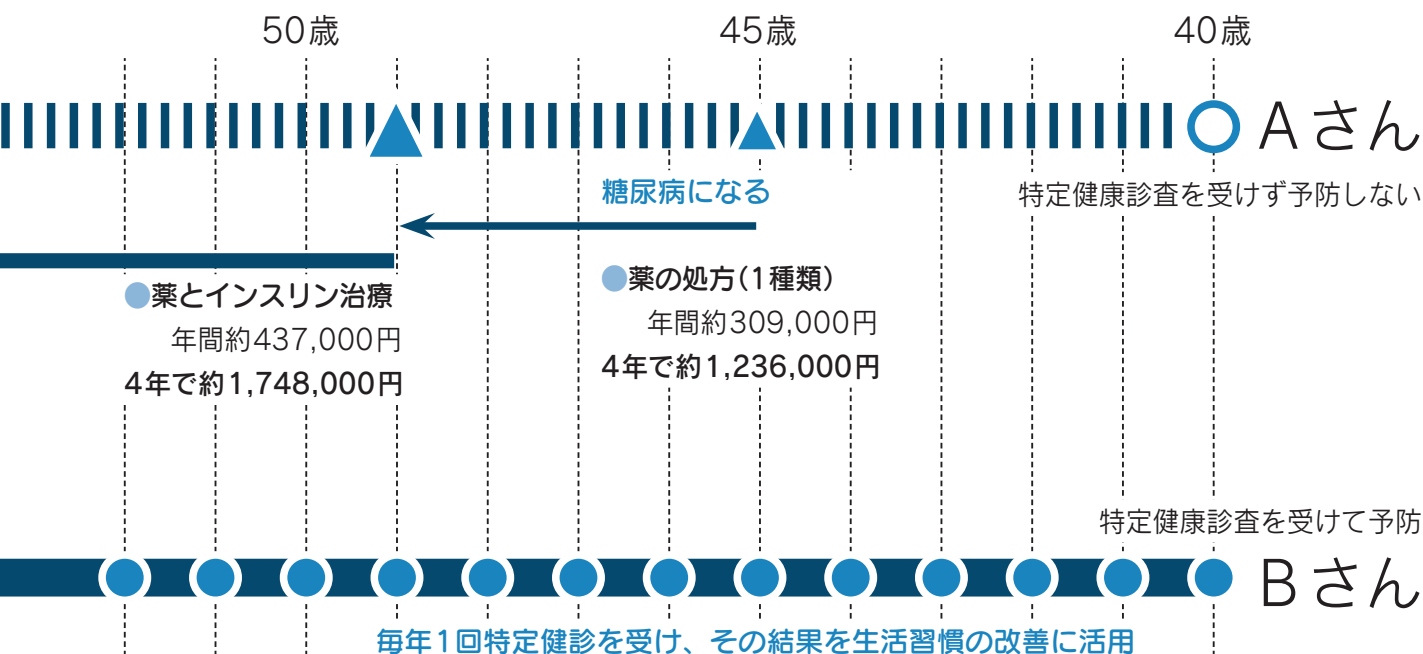 50歳
45歳
40歳
Aさん
特定健康診査を受けず予防しない
糖尿病になる
●薬の処方(1種類)
年間約309,000円
4年で約1,236,000円
●薬とインスリン治療
年間約437,000円
4年で約1,748,000円
特定健康診査を受けて予防
Bさん
毎年1回特定健診を受け、その結果を生活習慣の改善に活用